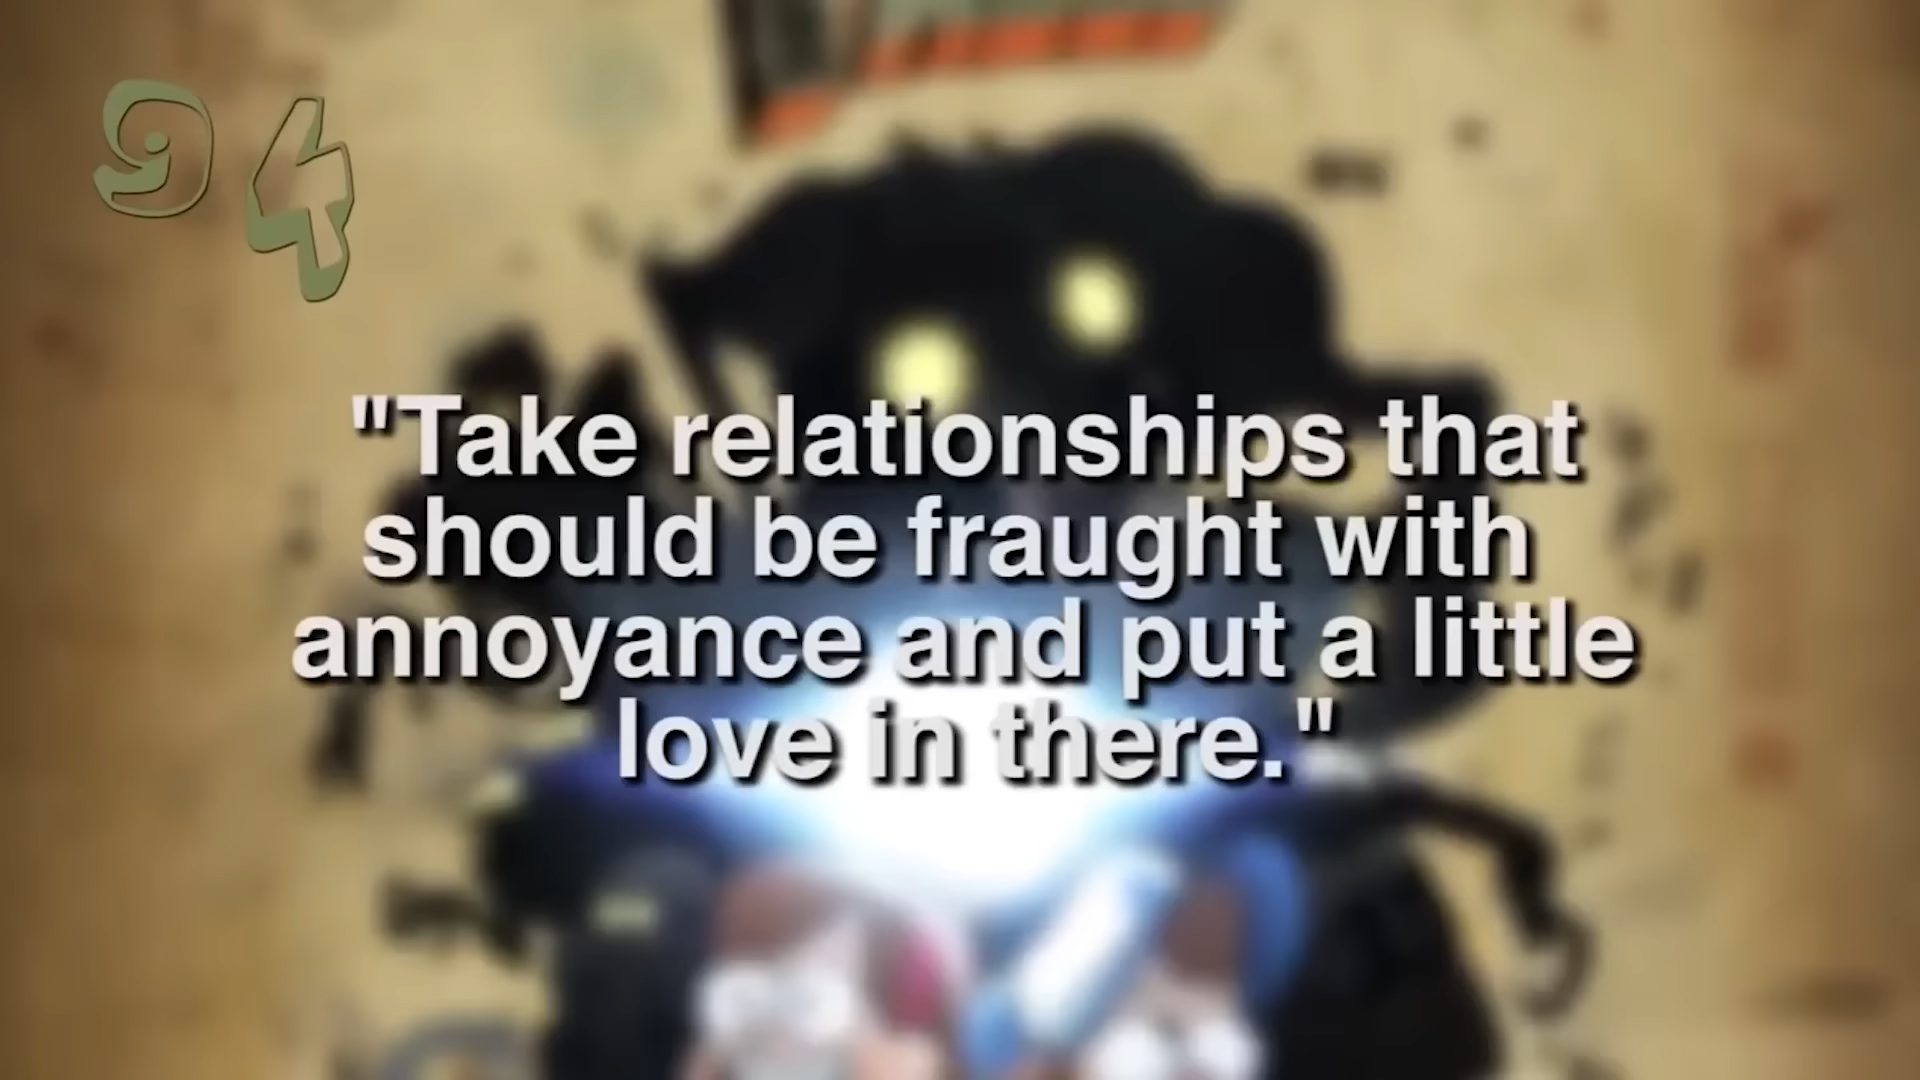 94
"Take relationships that
should be fraught with
annoyance and put a little
love in there."